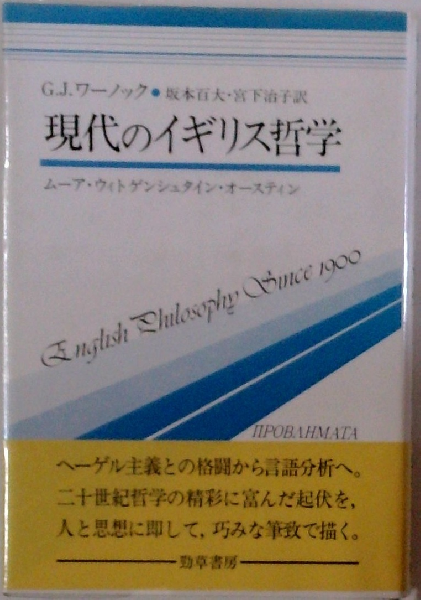 G.J.ワーノック●坂本百大・宮下治子訳
現代のイギリス哲学
ムーア・ウィトゲンシュタイン・オースティン
English Philosophy Since 1900
ΠΡΟΒΛΗΜΑΤΑ
ヘーゲル主義との格闘から言語分析へ。
二十世紀哲学の精彩に富んだ起伏を,
人と思想に即して,巧みな筆致で描く。
勁草書房